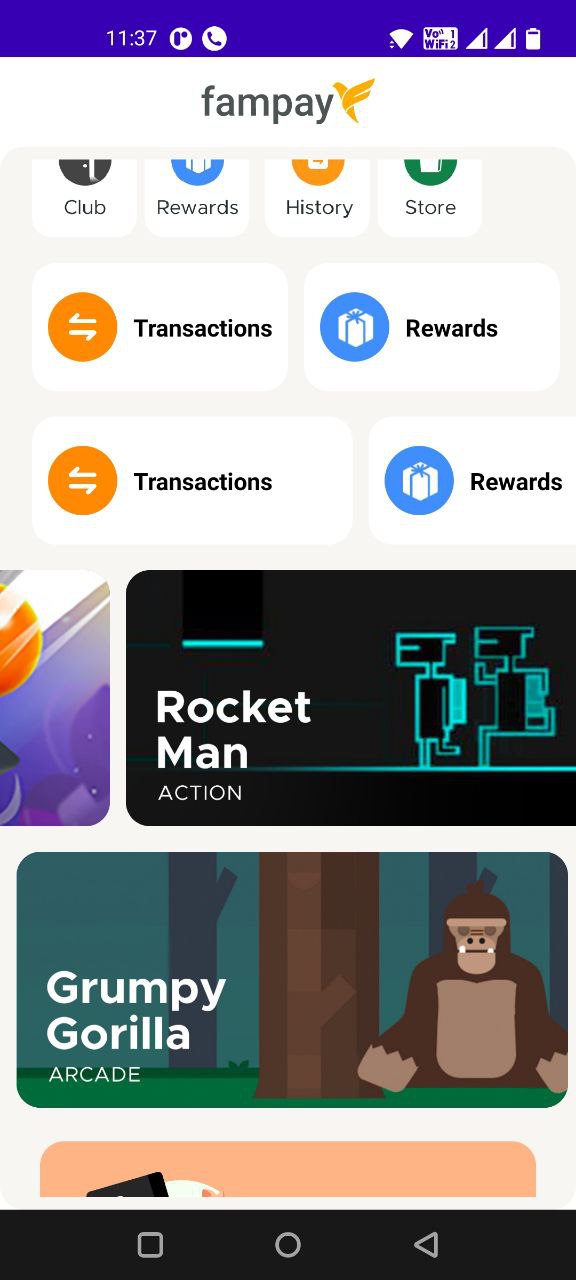 11:37
Vo 1
WiFi 2
fampay
Club
Rewards
History
Store
Transactions
Rewards
Transactions
Rewards
Rocket
Man
ACTION
Grumpy
Gorilla
ARCADE